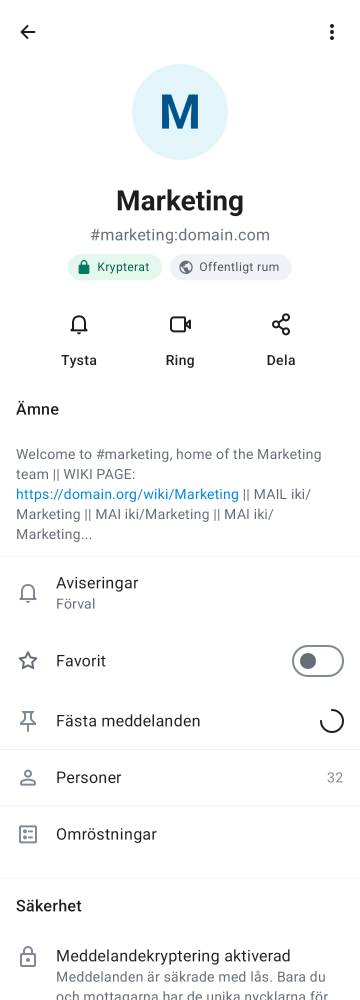 M
Marketing
#marketing:domain.com
Krypterat Offentligt rum
Tysta Ring Dela
Ämne
Welcome to #marketing, home of the Marketing
team || WIKI PAGE:
https://domain.org/wiki/Marketing || MAIL iki/
Marketing || MAI iki/Marketing || MAI iki/
Marketing...
Aviseringar
Förval
Favorit
Fästa meddelanden
Personer 32
Omröstningar
Säkerhet
Meddelandekryptering aktiverad
Meddelanden är säkrade med lås. Bara du
och mottagarna har de unika nycklarna för